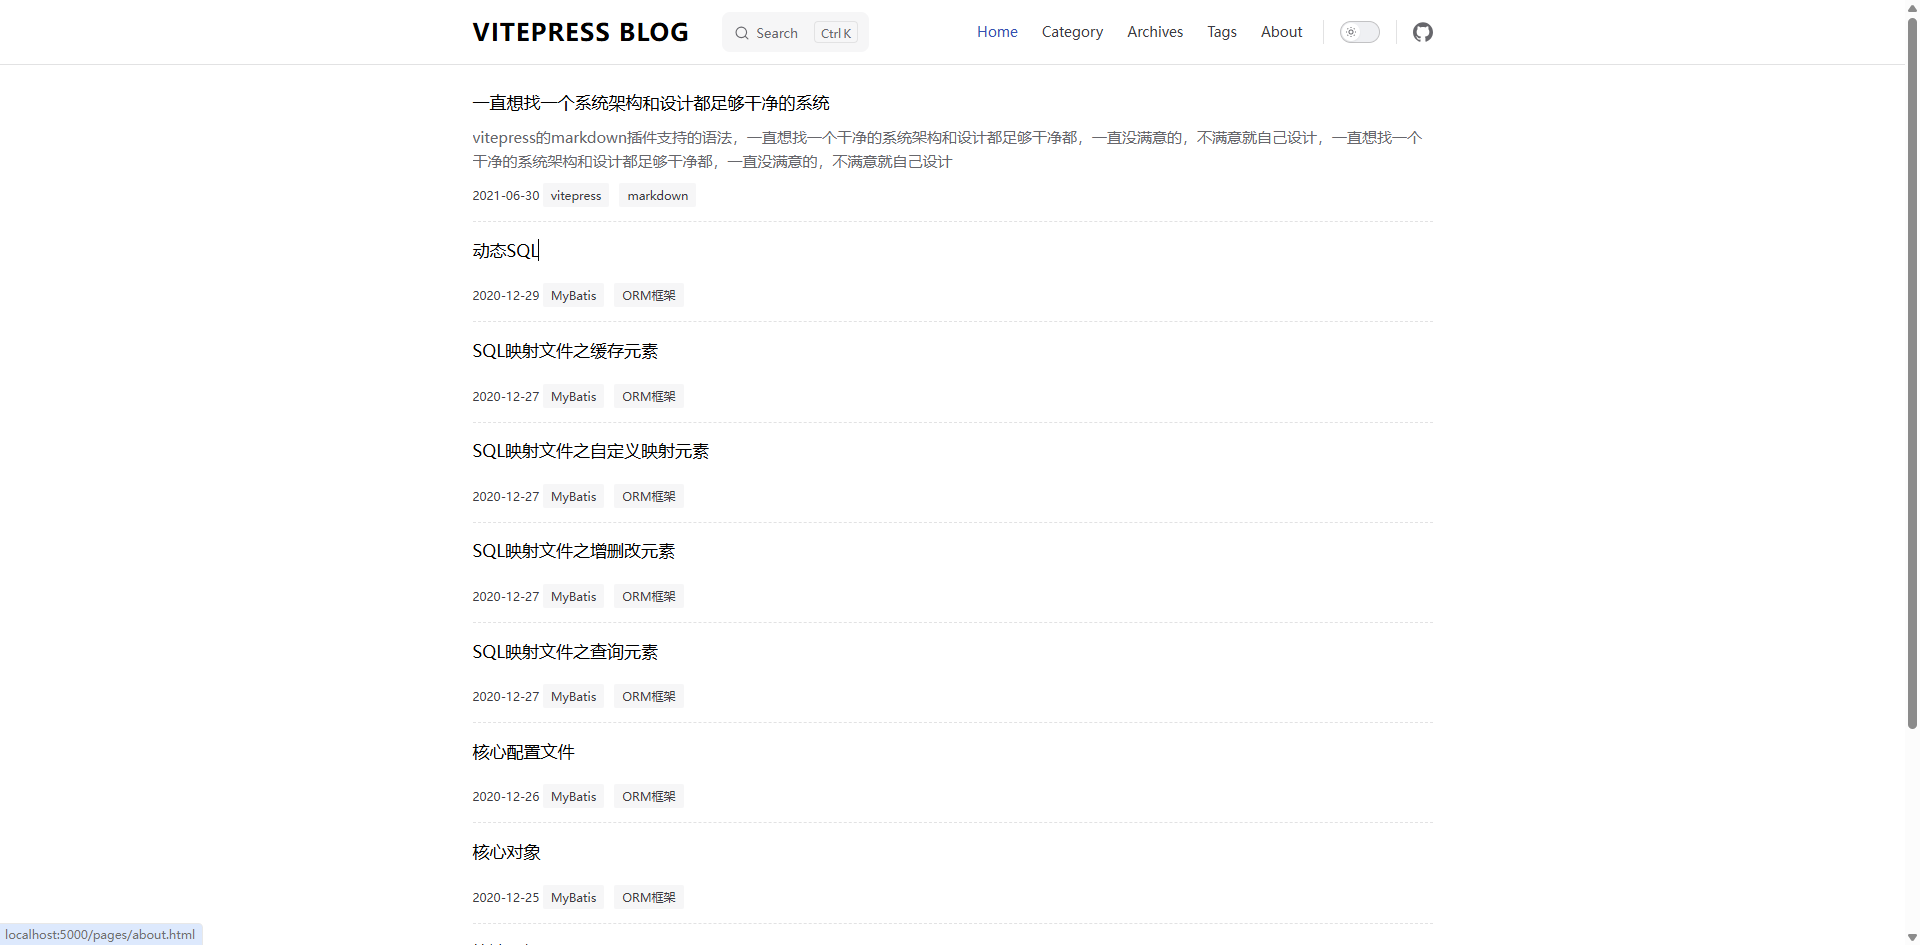 VITEPRESS BLOG
Search Ctrl K
Home Category Archives Tags About
一直想找一个系统架构和设计都足够干净的系统
vitepress的markdown插件支持的语法，一直想找一个干净的系统架构和设计都足够干净都，一直没满意的，不满意就自己设计，一直想找一个
干净的系统架构和设计都足够干净都，一直没满意的，不满意就自己设计
2021-06-30 vitepress markdown
动态SQL
2020-12-29 MyBatis ORM框架
SQL映射文件之缓存元素
2020-12-27 MyBatis ORM框架
SQL映射文件之自定义映射元素
2020-12-27 MyBatis ORM框架
SQL映射文件之增删改元素
2020-12-27 MyBatis ORM框架
SQL映射文件之查询元素
2020-12-27 MyBatis ORM框架
核心配置文件
2020-12-26 MyBatis ORM框架
核心对象
2020-12-25 MyBatis ORM框架
localhost:5000/pages/about.html